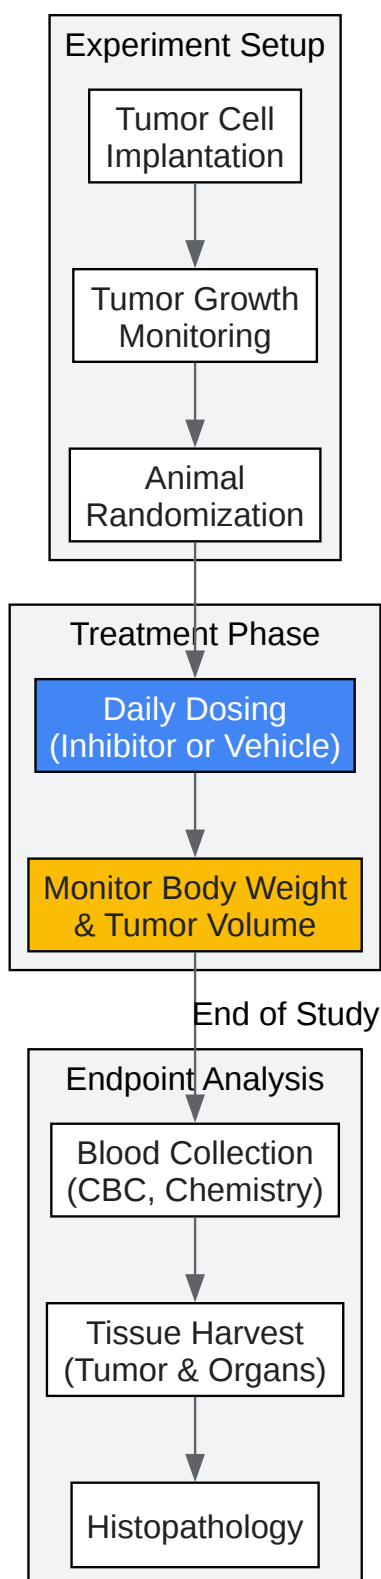 Experiment Setup
Tumor Cell
Implantation
Tumor Growth
Monitoring
Animal
Randomization
Treatment Phase
Daily Dosing
(Inhibitor or Vehicle)
Monitor Body Weight
& Tumor Volume
End of Study
Endpoint Analysis
Blood Collection
(CBC, Chemistry)
Tissue Harvest
(Tumor & Organs)
Histopathology